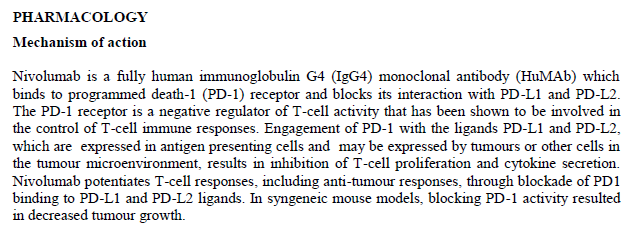 PHARMACOLOGY
Mechanism of action
Nivolumab is a fully human immunoglobulin G4 (IgG4) monoclonal antibody (HuMAb) which
binds to programmed death-1 (PD-1) receptor and blocks its interaction with PD-L1 and PD-L2.
The PD-1 receptor is a negative regulator of T-cell activity that has been shown to be involved in
the control of T-cell immune responses. Engagement of PD-1 with the ligands PD-L1 and PD-L2,
which are expressed in antigen presenting cells and may be expressed by tumours or other cells in
the tumour microenvironment, results in inhibition of T-cell proliferation and cytokine secretion.
Nivolumab potentiates T-cell responses, including anti-tumour responses, through blockade of PD1
binding to PD-L1 and PD-L2 ligands. In syngeneic mouse models, blocking PD-1 activity resulted
in decreased tumour growth.